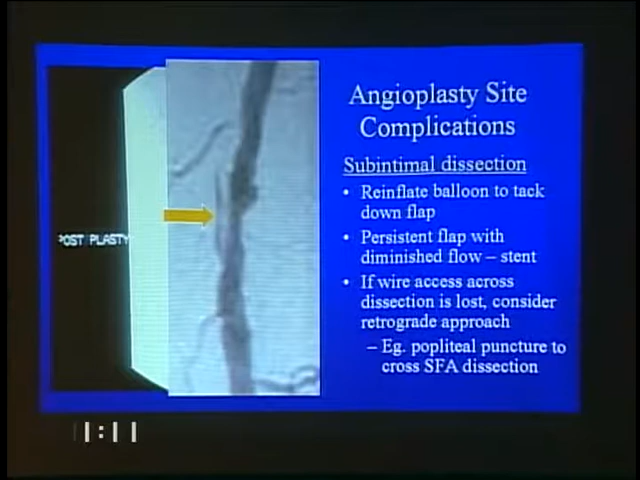 Angioplasty Site
Complications
Subintimal dissection
• Reinflate balloon to tack
down flap
• Persistent flap with
diminished flow – stent
• If wire access across
dissection is lost, consider
retrograde approach
– Eg. popliteal puncture to
cross SFA dissection
POST PLASTY
1:11